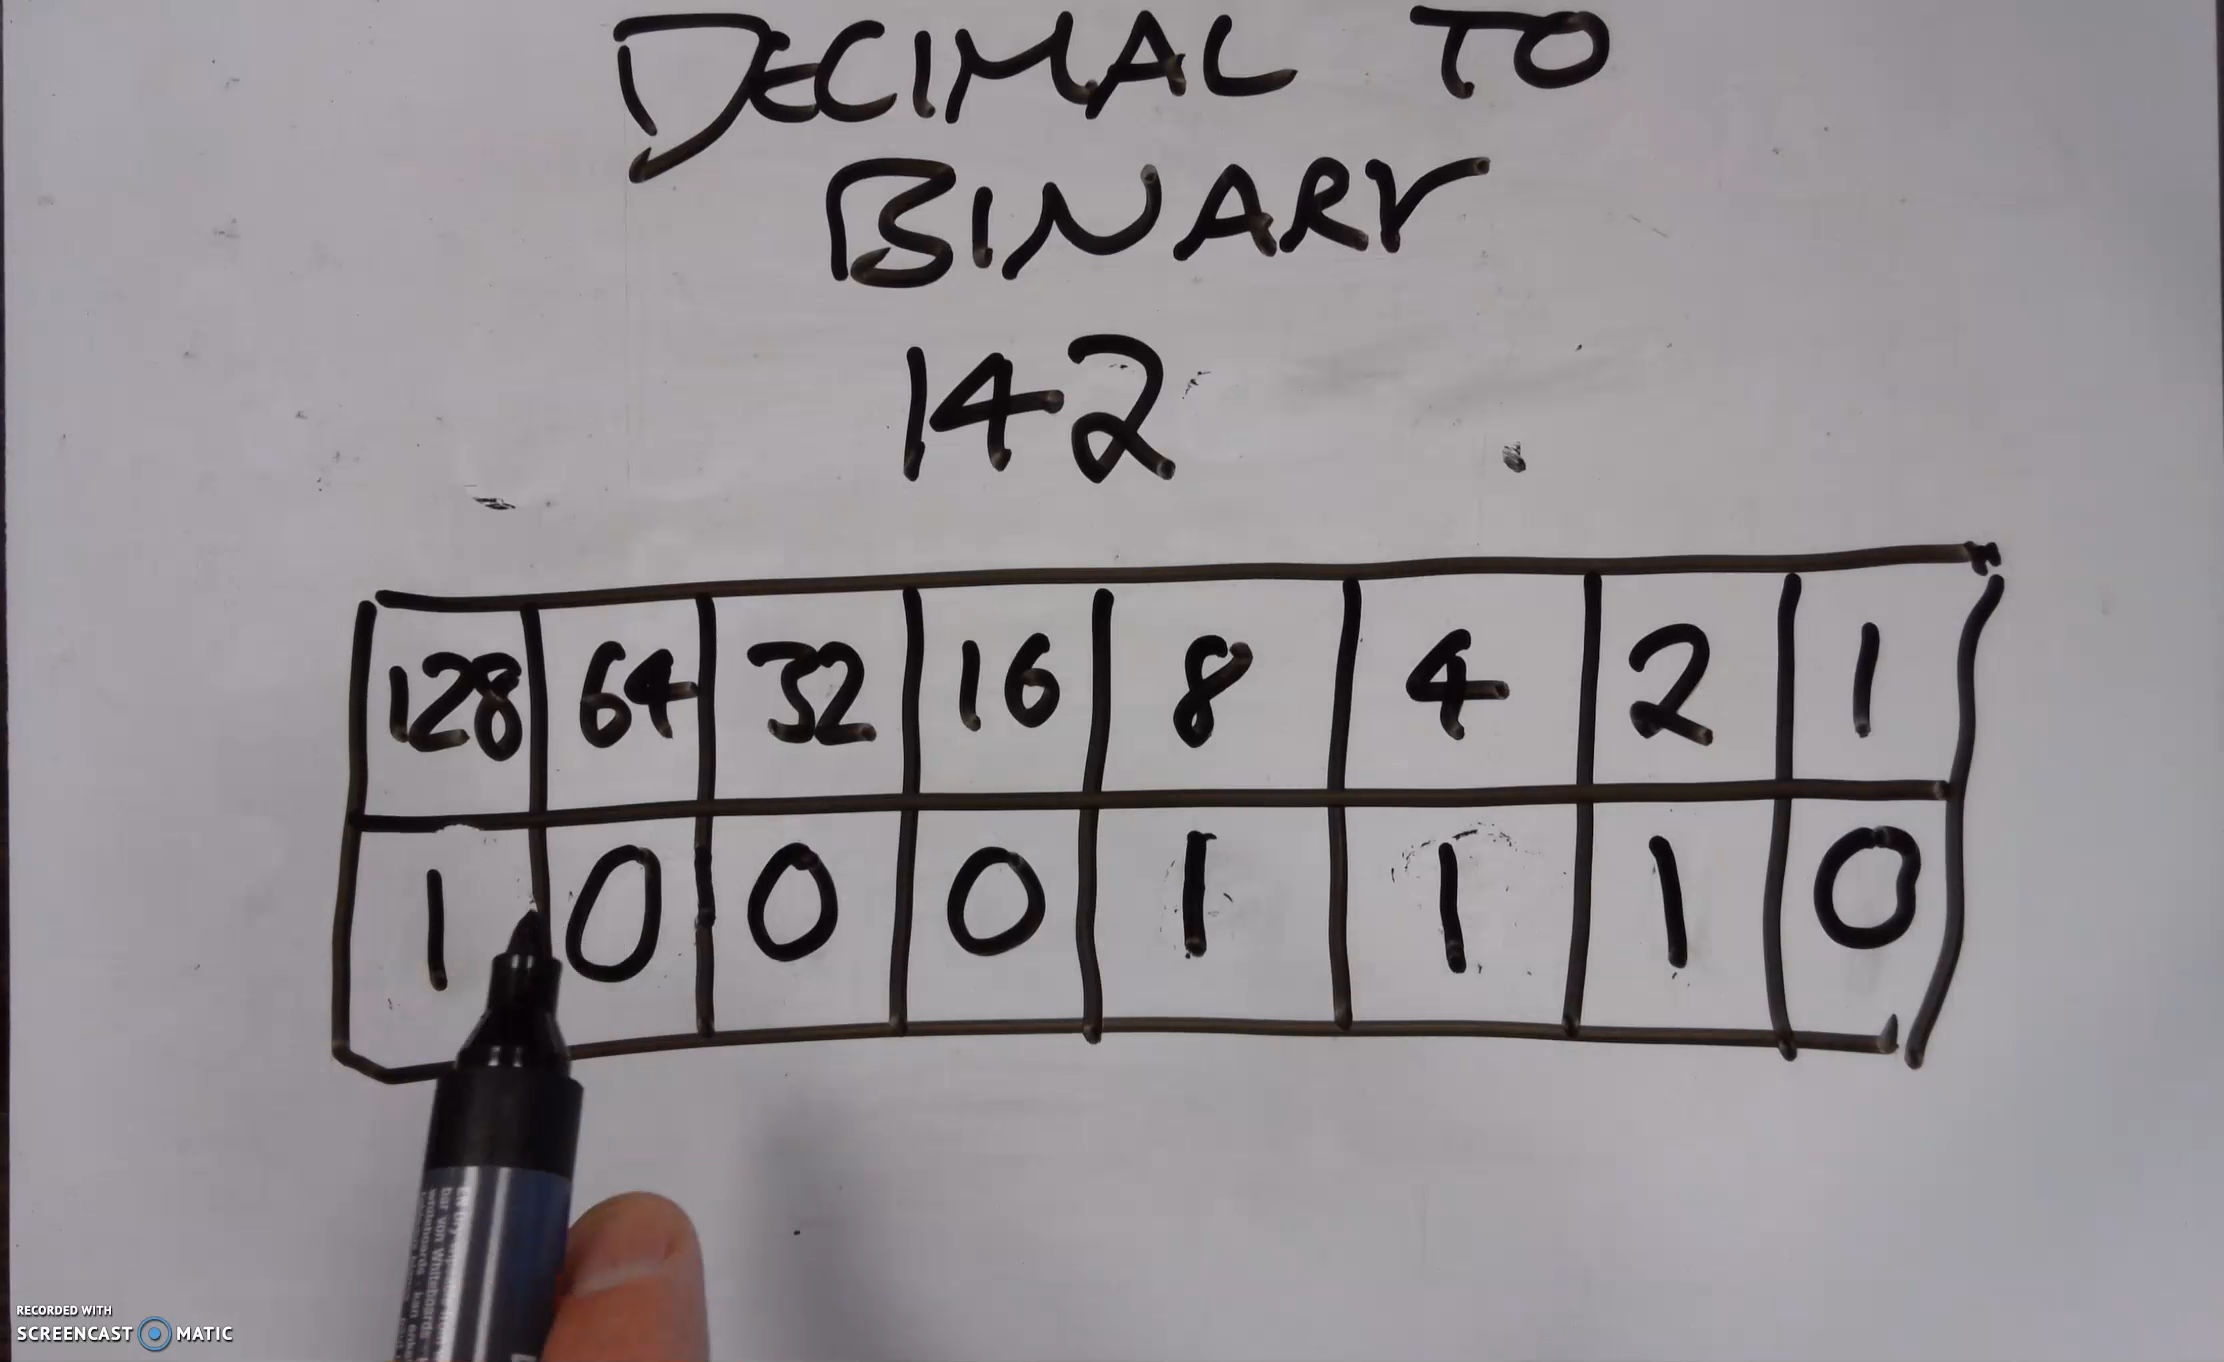 DECIMAL TO
BINARY
142
128 64 32 16 8 4 2 1
1 0 0 0 1 1 1 0
RECORDED WITH
SCREENCAST MATIC